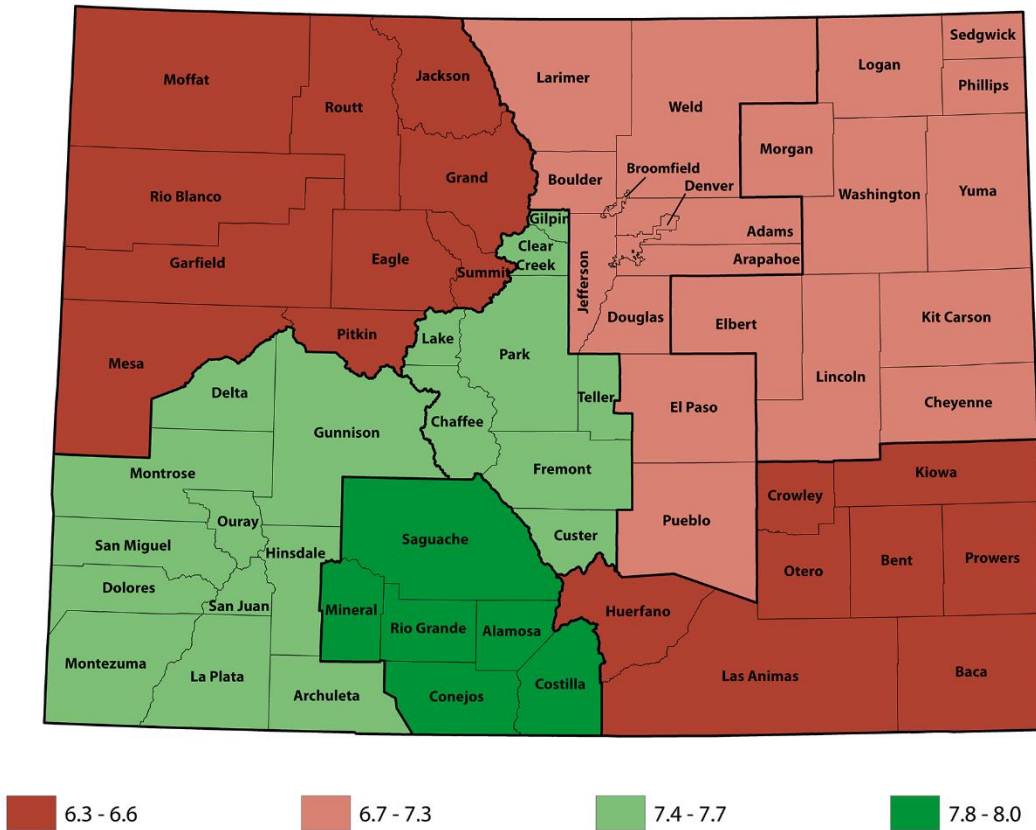 Sedgwick
Logan
Moffat
Jackson
Larimer
Phillips
Routt
Weld
Morgan
Broomfield
Boulder
Grand
Denver
Rio Blanco
Washington
Yuma
Gilpin
Adams
Clear
Creek
Eagle
Garfield
Summit
Arapahoe
Jefferson
Douglas
Elbert
Kit Carson
Pitkin
Lake
Park
Mesa
Lincoln
Delta
Teller
El Paso
Cheyenne
Chaffee
Gunnison
Fremont
Montrose
Kiowa
Crowley
Ouray
Pueblo
Custer
Saguache
San Miguel
Hinsdale
Bent
Prowers
Otero
Dolores
San Juan
Mineral
Huerfano
Rio Grande
Alamosa
Montezuma
La Plata
Las Animas
Baca
Costilla
Archuleta
Conejos
6.3 - 6.6
6.7 - 7.3
7.4 - 7.7
7.8 - 8.0